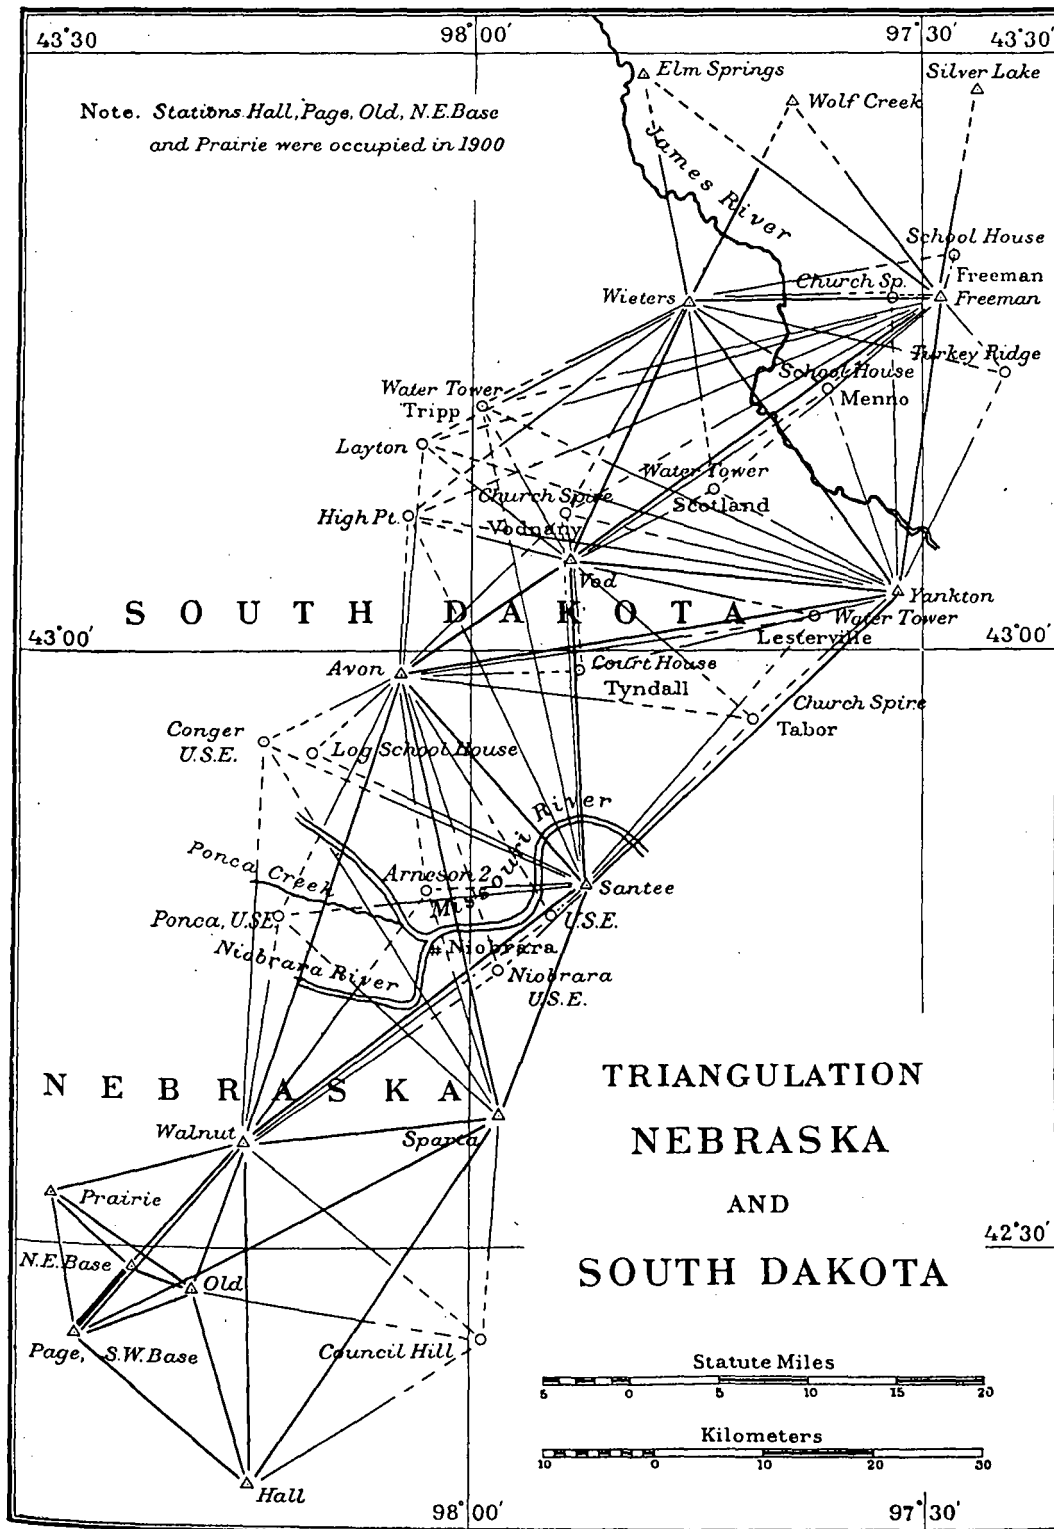 43°30'
98°00'
97°30'
43°30'
Elm Springs
Silver Lake
Wolf Creek
Note. Stations Hall, Page, Old, N.E.Base
and Prairie were occupied in 1900
James River
School House
Freeman
Church Sp.
Wieters
Freeman
Turkey Ridge
School House
Menno
Water Tower
Tripp
Layton
Water Tower
Scotland
Church Spire
Vodnany
High Pt.
Vod
Yankton
SOUTH DAKOTA
Water Tower
Lesterville
43°00'
43°00'
Avon
Court House
Tyndall
Church Spire
Tabor
Conger
U.S.E.
Log School House
Missouri River
Ponca Creek
Arneson 2
Santee
Ponca, U.S.E.
U.S.E.
Niobrara
Niobrara River
Niobrara
U.S.E.
NEBRASKA
TRIANGULATION
NEBRASKA
AND
SOUTH DAKOTA
Walnut
Sparta
Prairie
42°30'
N.E.Base
Old
Page, S.W.Base
Council Hill
Statute Miles
5 0 5 10 15 20
Kilometers
10 0 10 20 30
Hall
98°00'
97°30'